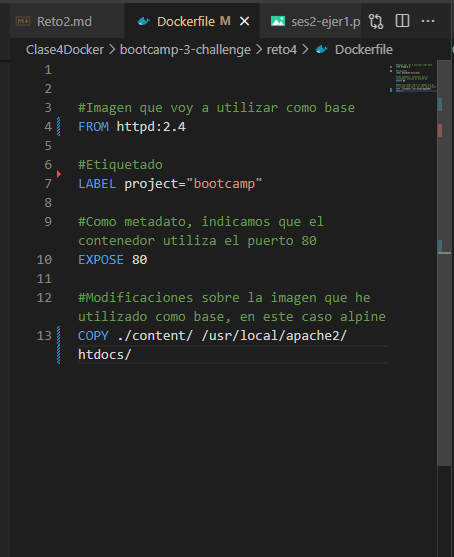 Reto2.md
Dockerfile M
ses2-ejer1.p
Clase4Docker > bootcamp-3-challenge > reto4 > Dockerfile
1
2
3 #Imagen que voy a utilizar como base
4 FROM httpd:2.4
5
6 #Etiquetado
7 LABEL project="bootcamp"
8
9 #Como metadato, indicamos que el
contenedor utiliza el puerto 80
10 EXPOSE 80
11
12 #Modificaciones sobre la imagen que he
utilizado como base, en este caso alpine
13 COPY ./content/ /usr/local/apache2/
htdocs/